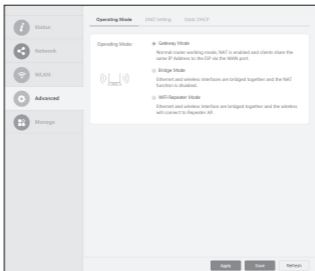 Operating Mode DMZ Setting Static DHCP
Status
Network
WLAN
Advanced
Manage
Operating Mode:
Gateway Mode
Normal router working mode, NAT is enabled and clients share
the same IP Address to the ISP via the WAN port.
Bridge Mode
Ethernet and wireless interfaces are bridged together and the NAT
function is disabled.
WiFi Repeater Mode
Ethernet and wireless interface are bridged together and the wireless
will connect to Repeater AP.
Apply Save Refresh